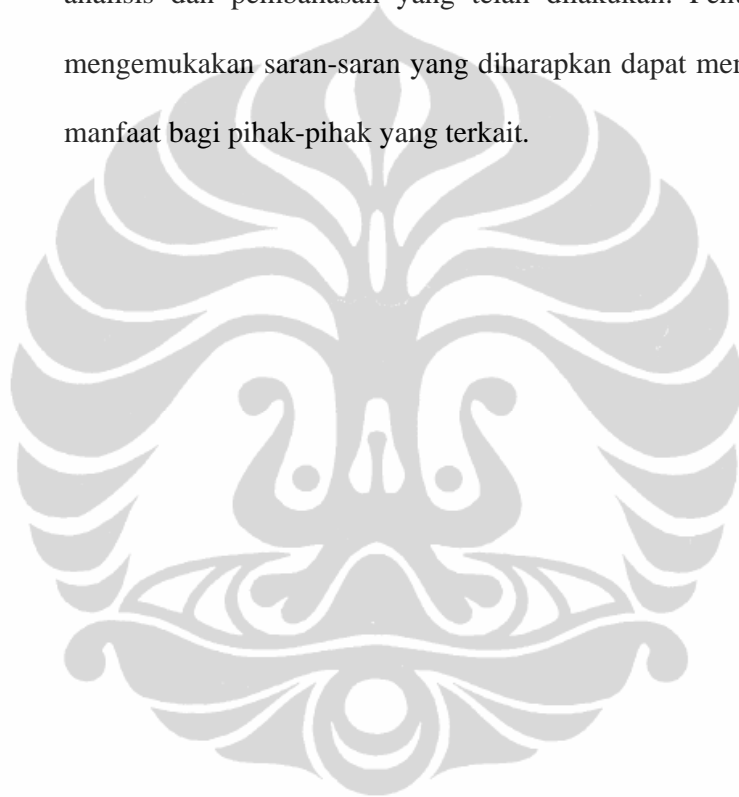 analisis dan pembahasan yang telah dilakukan.
mengemukakan saran-saran yang diharapkan dapat
manfaat bagi pihak-pihak yang terkait.